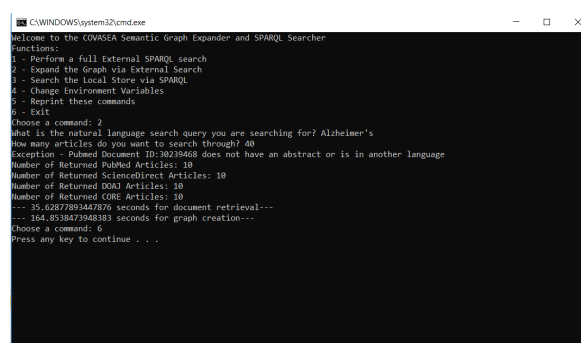 C:\WINDOWS\system32\cmd.exe
Welcome to the COVASEA Semantic Graph Expander and SPARQL Searcher
Functions:
1 - Perform a full External SPARQL search
2 - Expand the Graph via External Search
3 - Search the Local Store via SPARQL
4 - Change Environment Variables
5 - Reprint these commands
6 - Exit
Choose a command: 2
What is the natural language search query you are searching for? Alzheimer's
How many articles do you want to search through? 40
Exception - Pubmed Document ID:30239468 does not have an abstract or is in another language
Number of Returned PubMed Articles: 10
Number of Returned ScienceDirect Articles: 10
Number of Returned DOAJ Articles: 10
Number of Returned CORE Articles: 10
--- 35.62877893447876 seconds for document retrieval---
--- 164.8538473948383 seconds for graph creation---
Choose a command: 6
Press any key to continue . . .